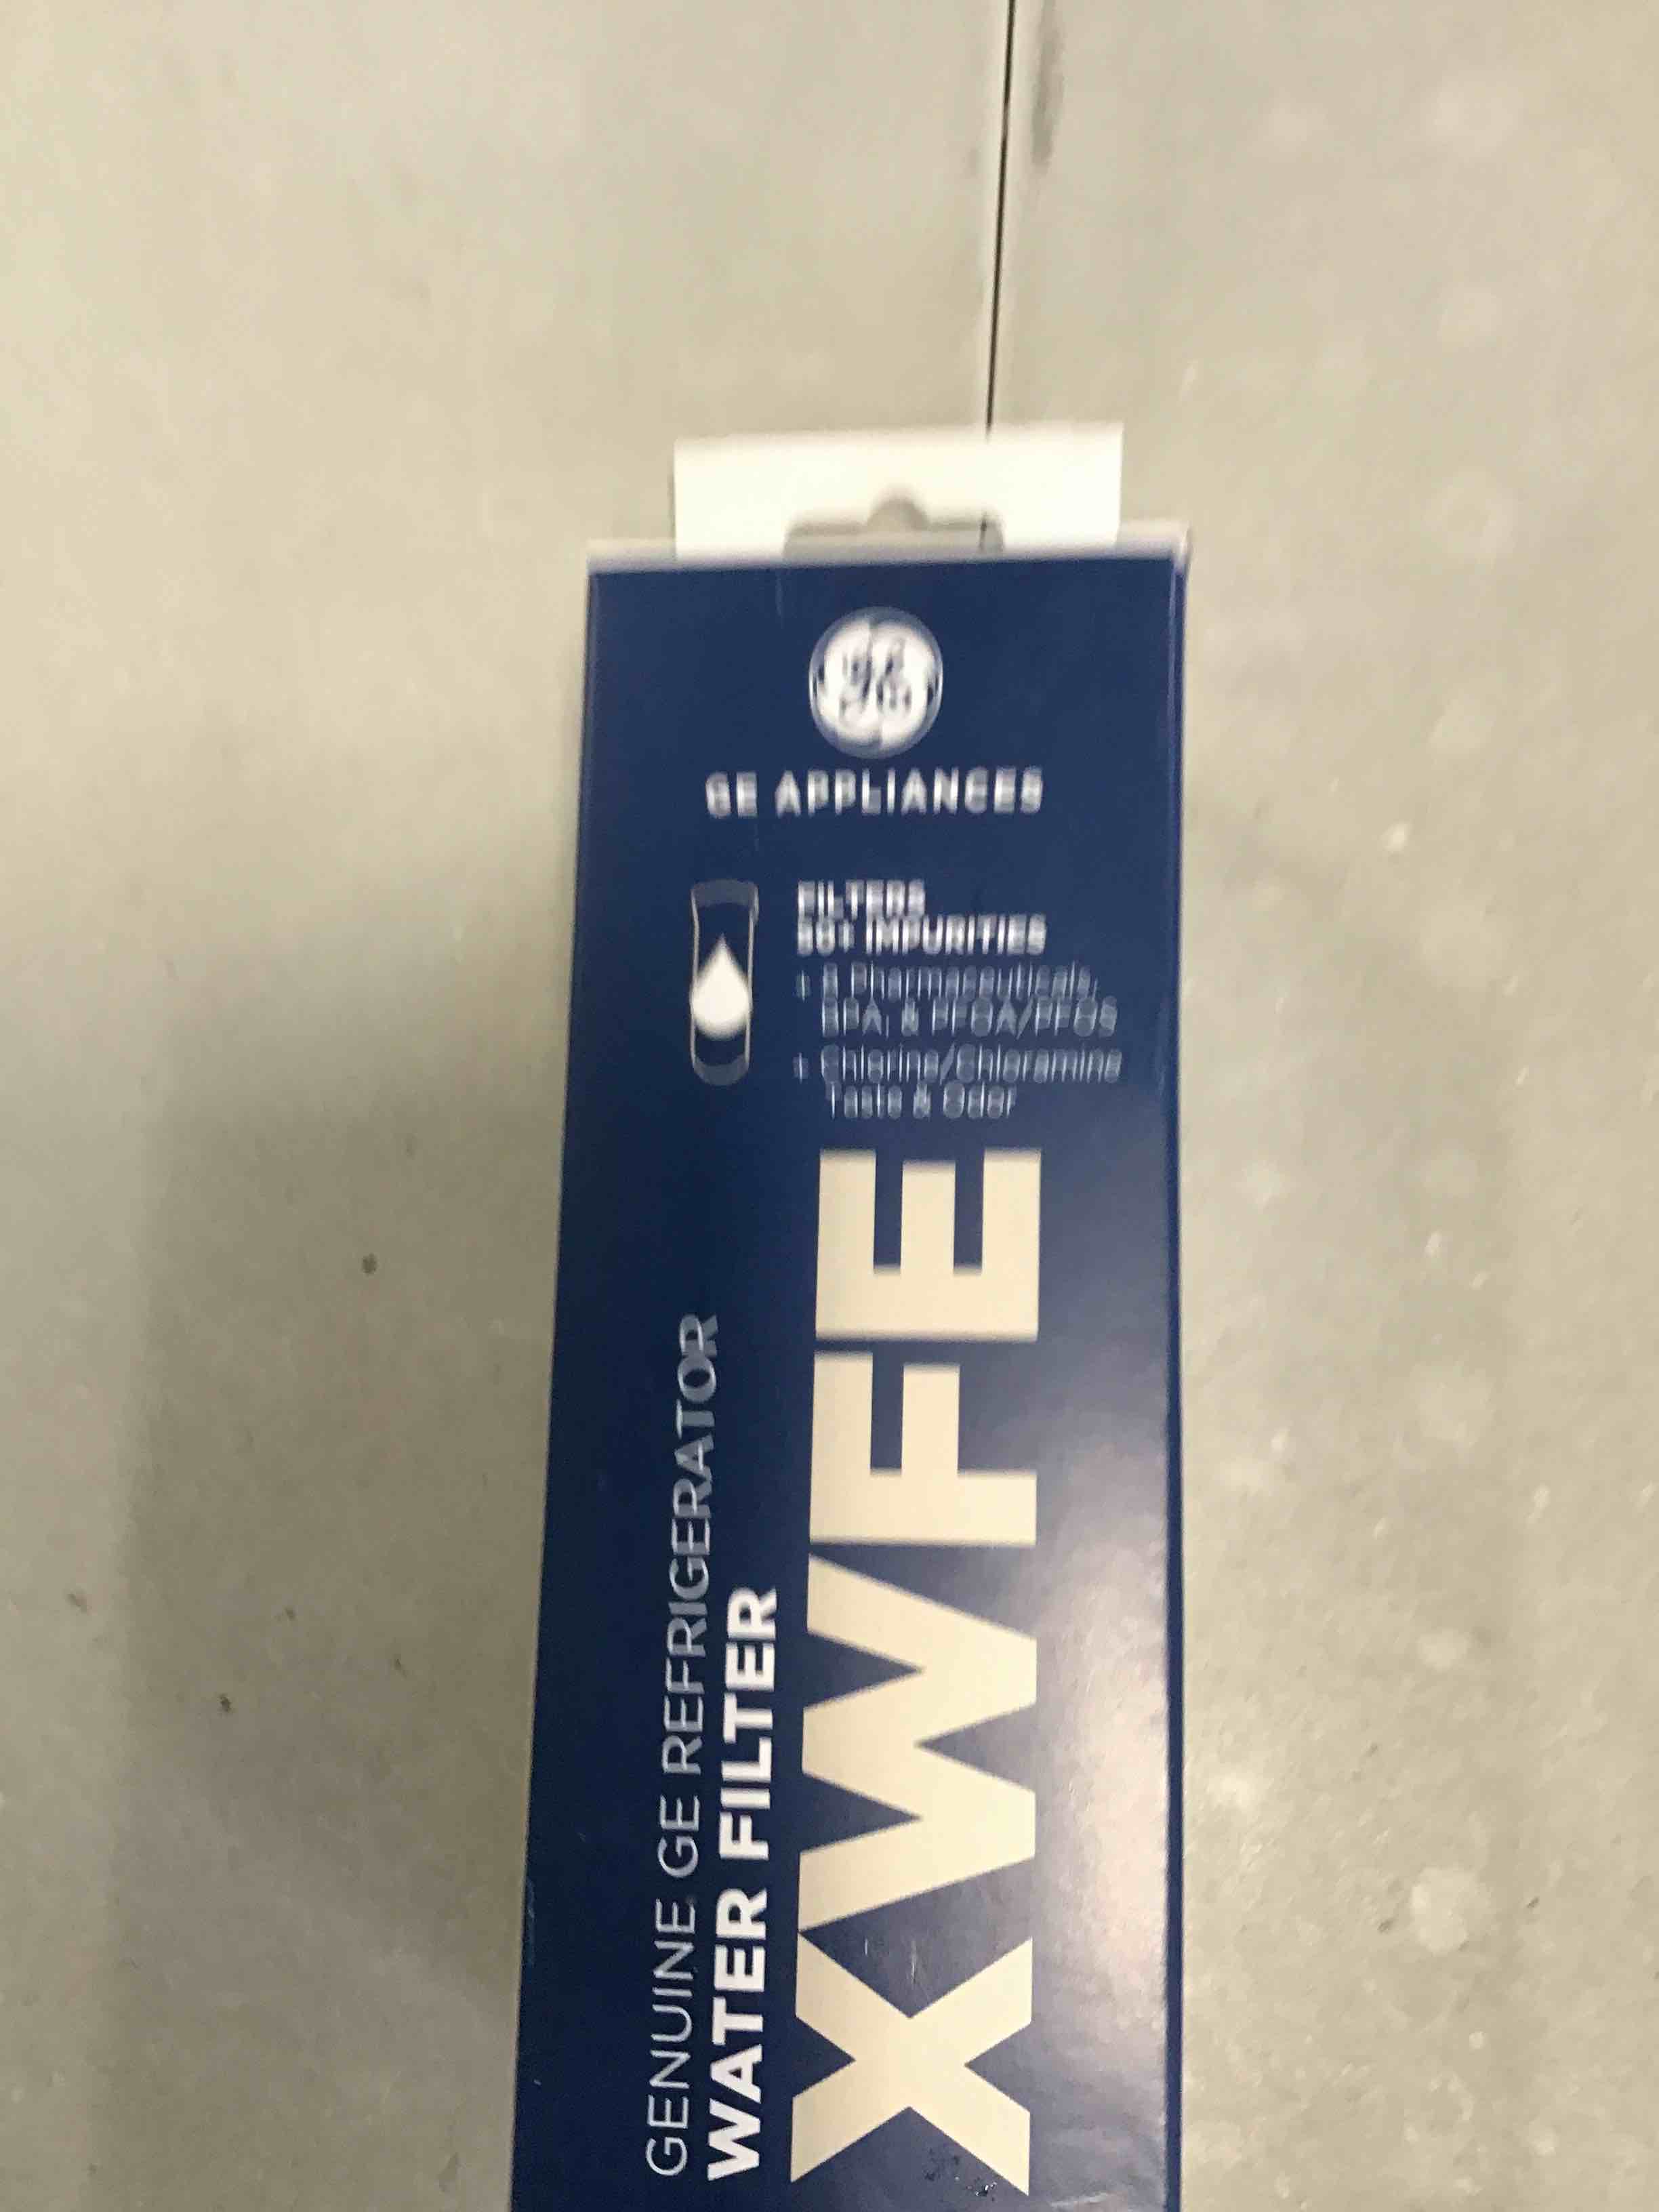 GE APPLIANCES
FILTERS
50+ IMPURITIES
+ 5 Pharmaceuticals,
BPA, & PFOA/PFOS
+ Chlorine/Chloramine
Taste & Odor
GENUINE GE REFRIGERATOR
WATER FILTER
XWFE